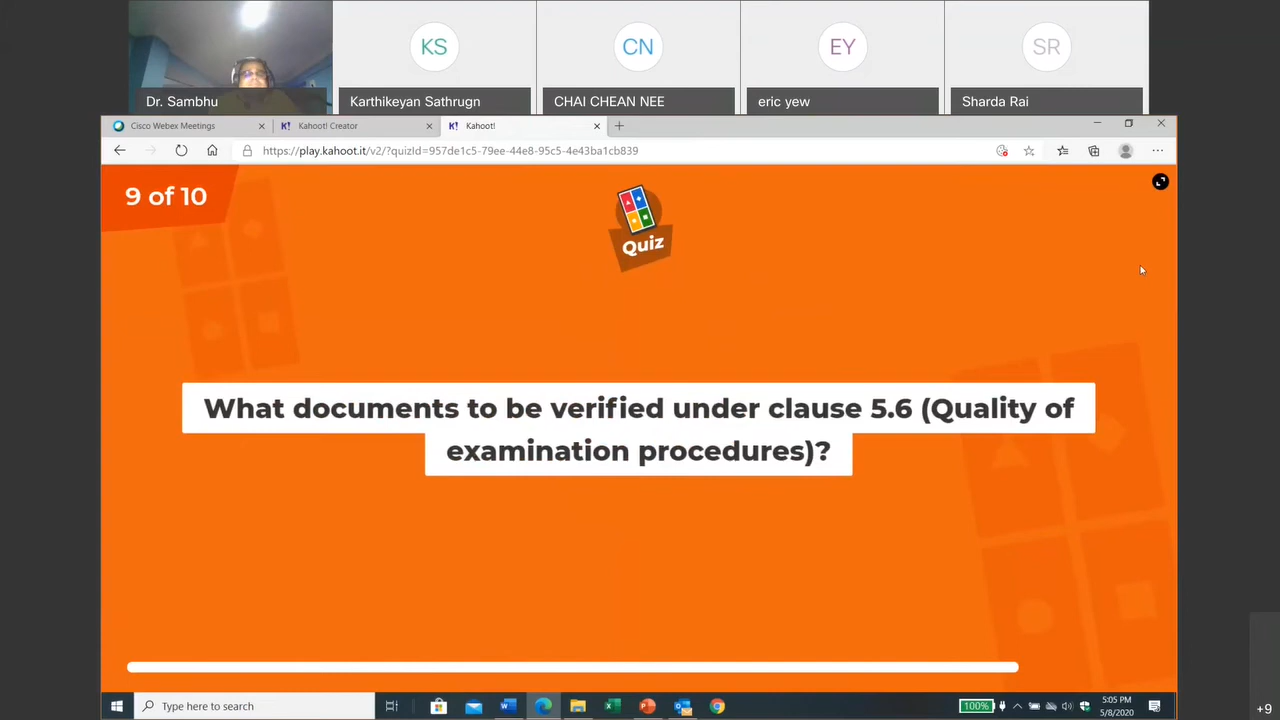 KS
CN
EY
SR
Dr. Sambhu
Karthikeyan Sathrugn
CHAI CHEAN NEE
eric yew
Sharda Rai
Cisco Webex Meetings
Kahoot! Creator
K! Kahoot!
https://play.kahoot.it/v2/?quizId=957de1c5-79ee-44e8-95c5-4e43ba1cb839
9 of 10
Quiz
What documents to be verified under clause 5.6 (Quality of
examination procedures)?
Type here to search
100%
5:05 PM
5/8/2020
+9